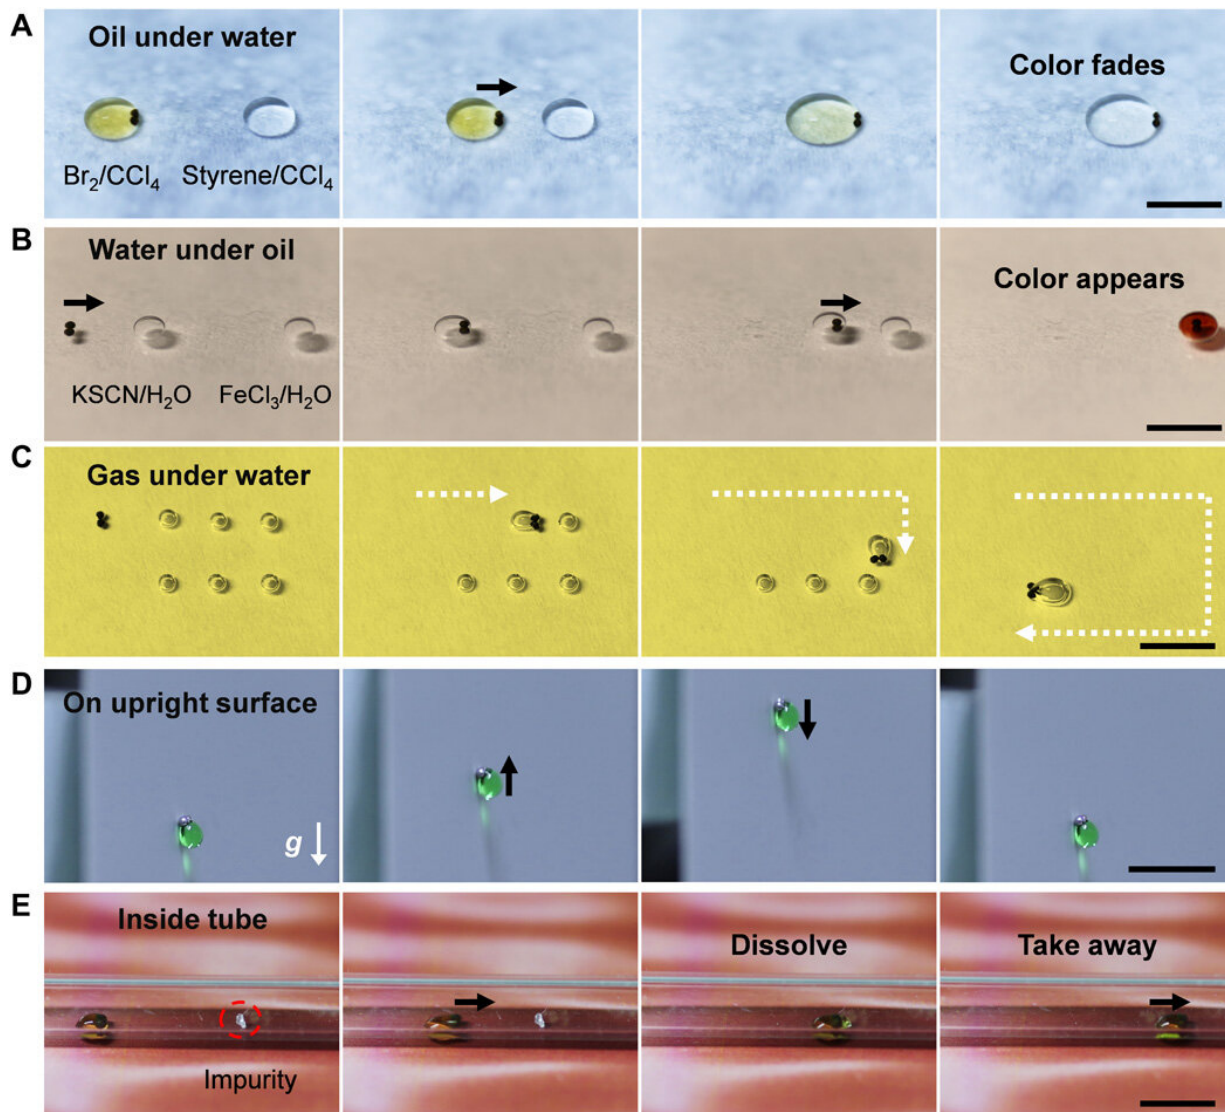 A
Oil under water
Br₂/CCl₄
Styrene/CCl₄
Color fades
B
Water under oil
KSCN/H₂O
FeCl₃/H₂O
Color appears
C
Gas under water
D
On upright surface
g
E
Inside tube
Impurity
Dissolve
Take away